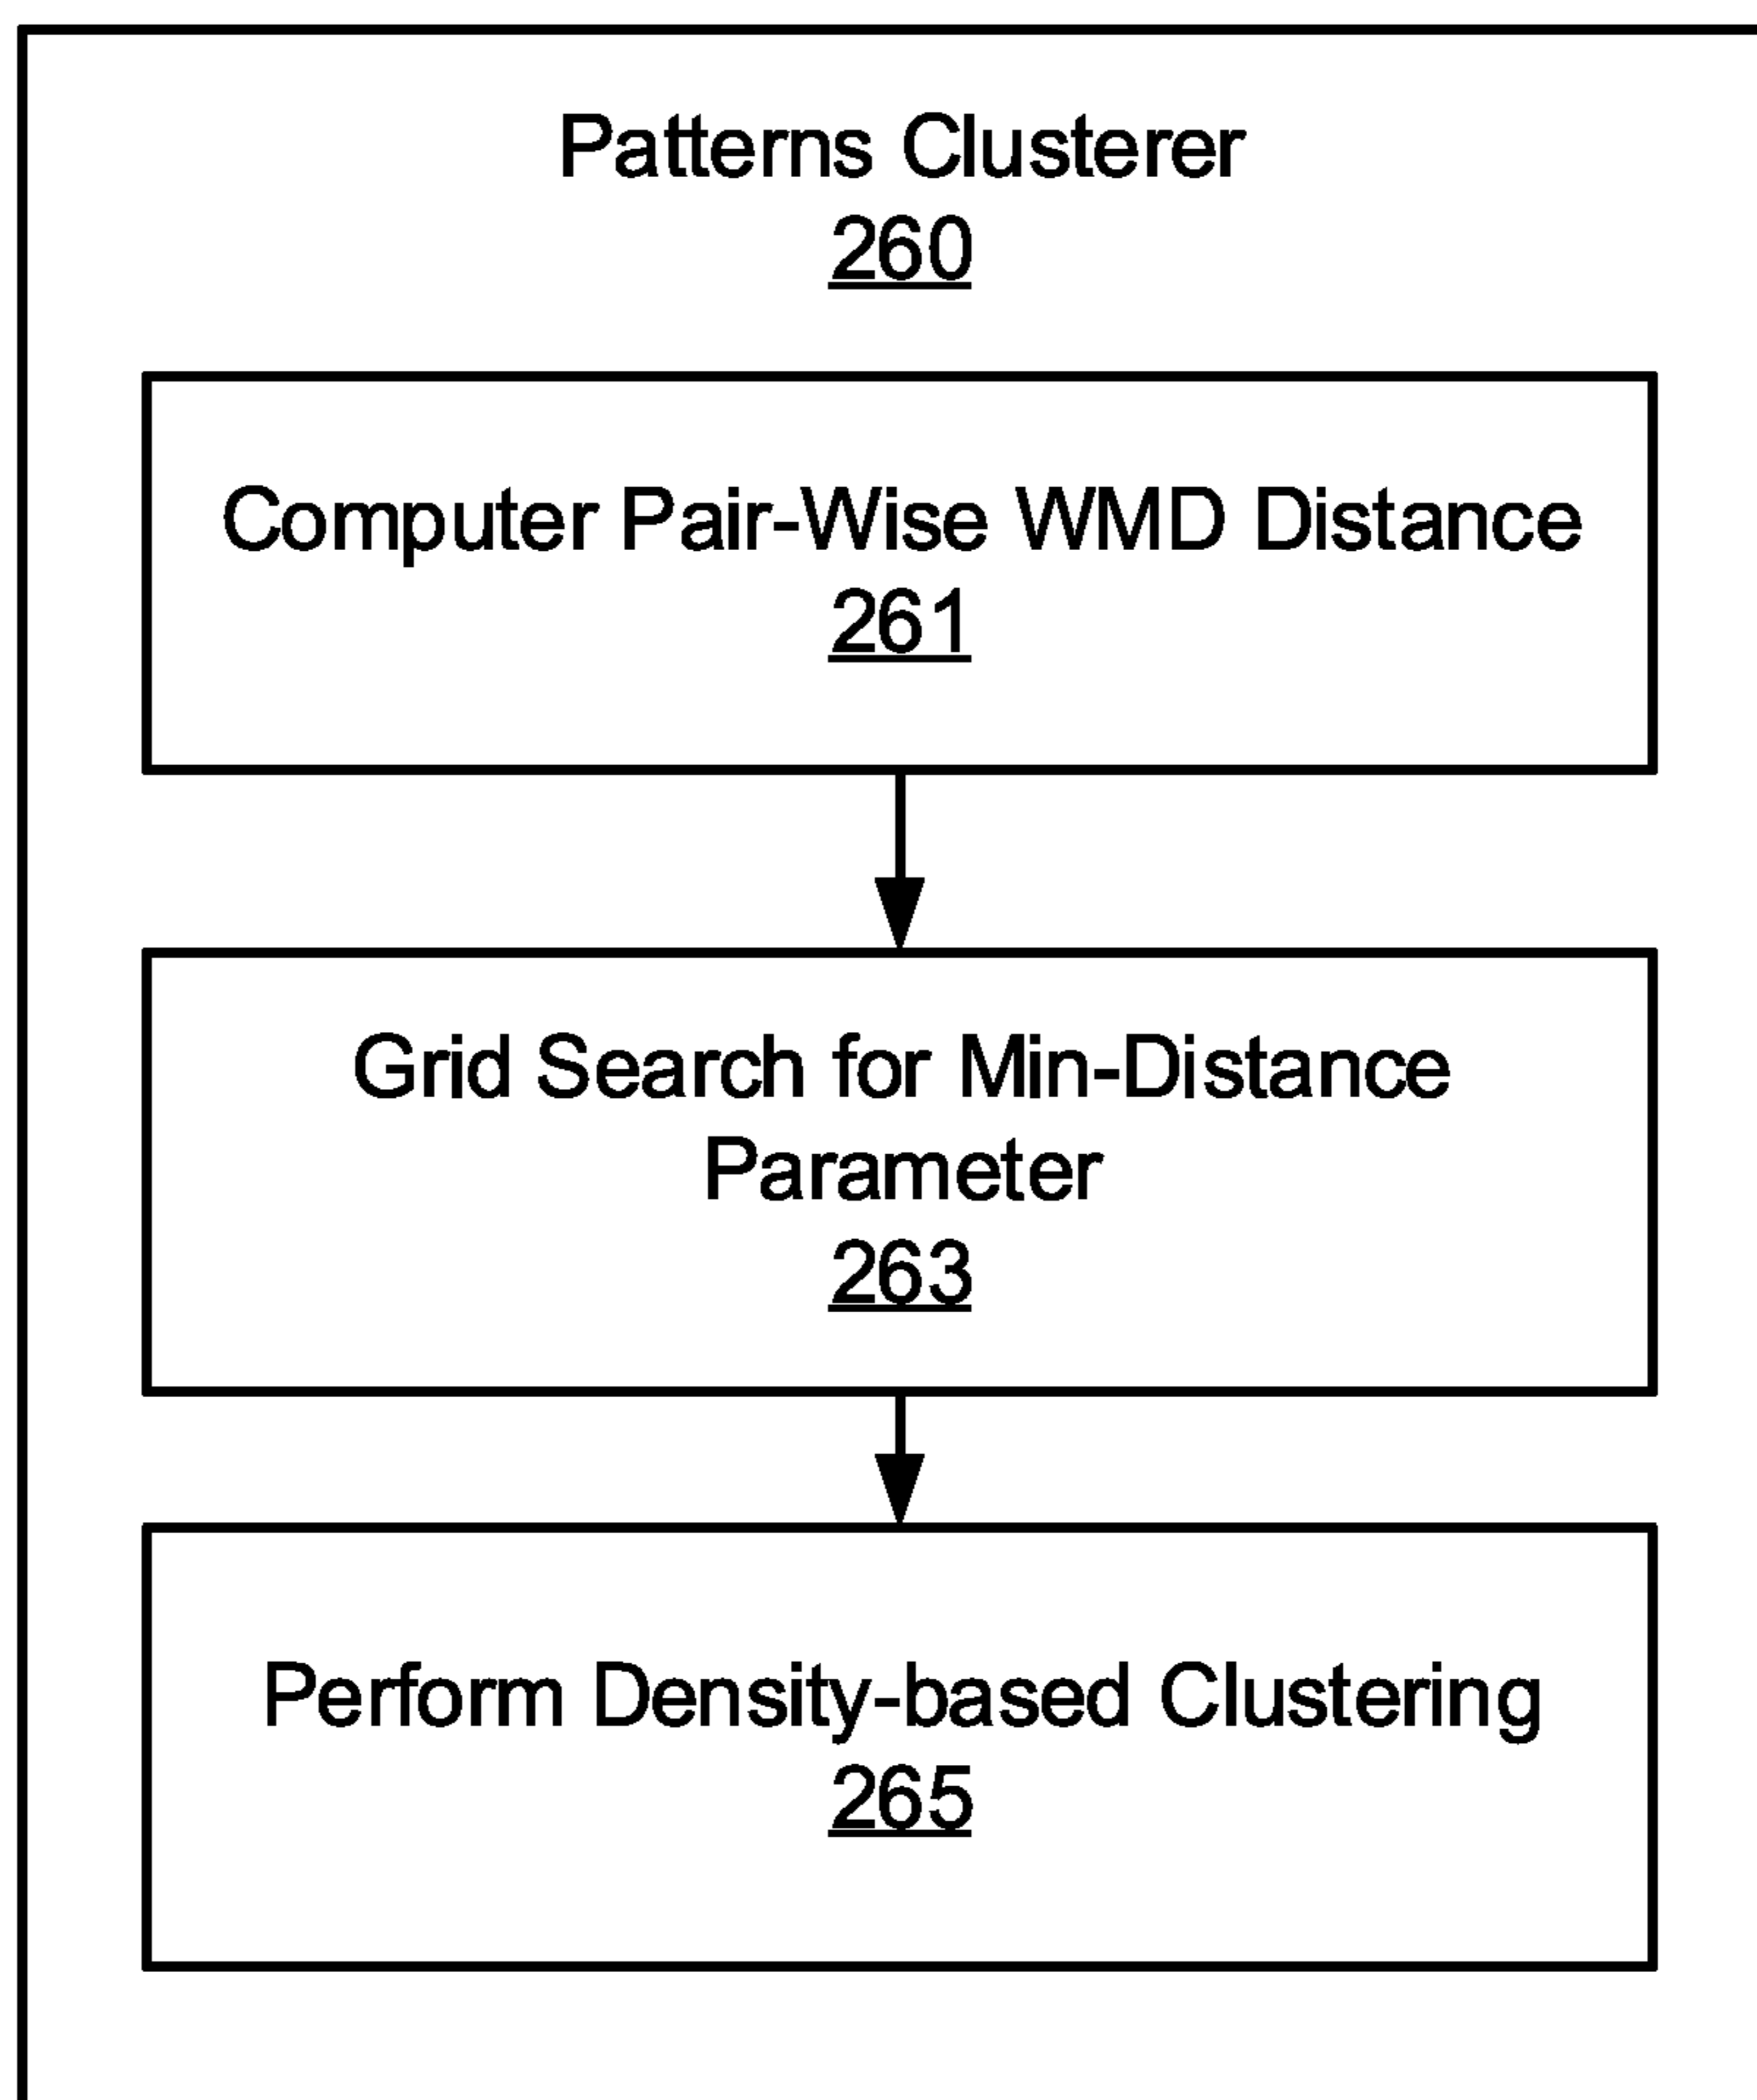 Patterns Clusterer
260
Computer Pair-Wise WMD Distance
261
Grid Search for Min-Distance
Parameter
263
Perform Density-based Clustering
265